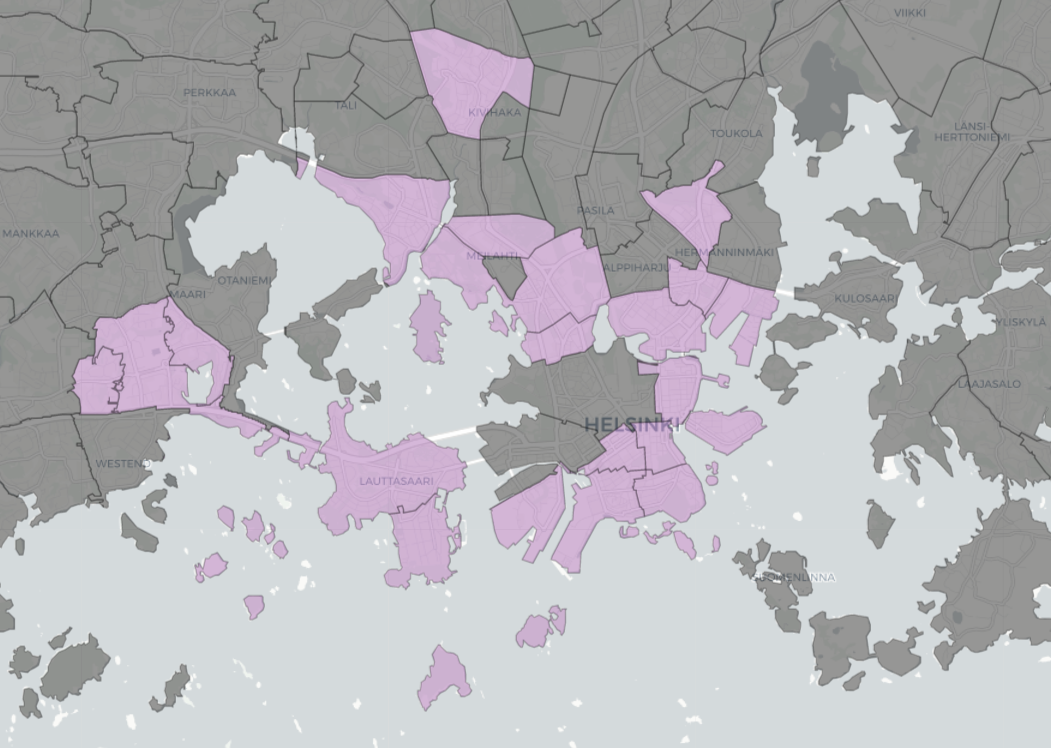 VIIKKI
PERKKAA
TALI
KIVIHAKA
TOUKOLA
LÄNSI-
HERTTONIEMI
PASILA
MANKKAA
MEILAHTI
HERMANNINMÄKI
ALPPIHARJU
OTANIEMI
MAARI
KULOSAARI
YLISKYLÄ
LAAJASALO
HELSINKI
WESTEND
LAUTTASAARI
SUOMENLINNA